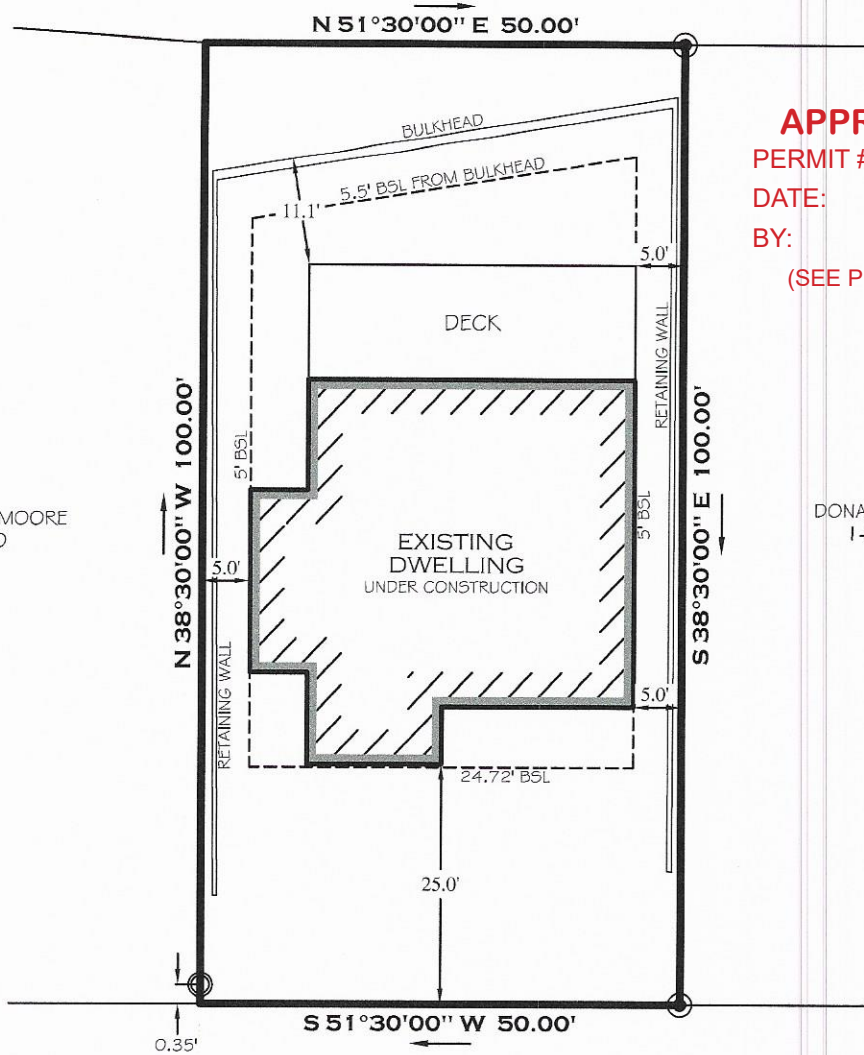 N 51°30'00" E 50.00'
BULKHEAD
5.5' BSL FROM BULKHEAD
11.1'
5.0'
DECK
RETAINING WALL
N 38°30'00" W 100.00'
5' BSL
S 38°30'00" E 100.00'
5' BSL
MOORE
EXISTING
DWELLING
UNDER CONSTRUCTION
5.0'
RETAINING WALL
5.0'
24.72' BSL
25.0'
S 51°30'00" W 50.00'
0.35'
PERMIT #
DATE:
BY: